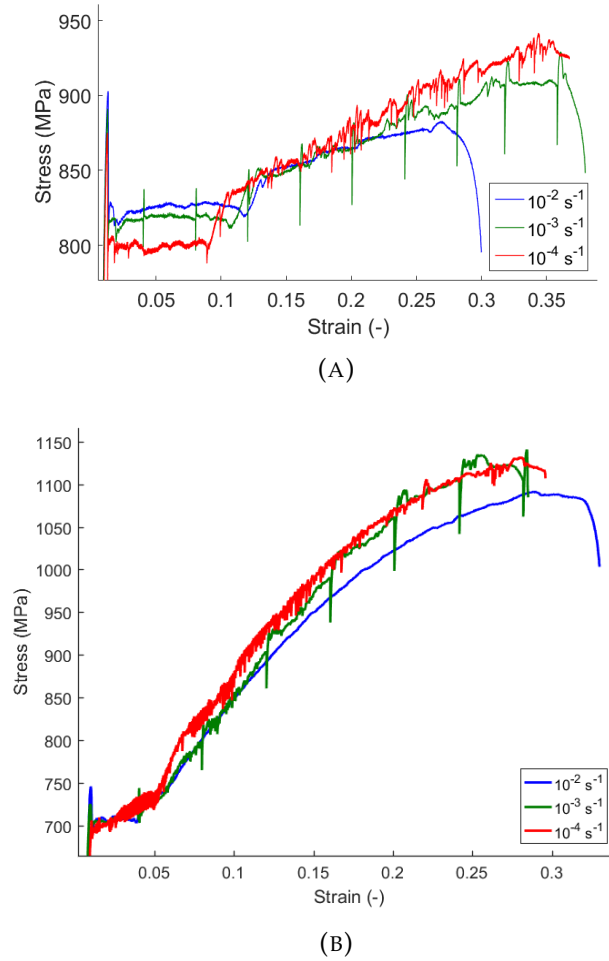 950
900
850
800
Stress (MPa)
0.05 0.1 0.15 0.2 0.25 0.3 0.35
Strain (-)
10⁻² s⁻¹
10⁻³ s⁻¹
10⁻⁴ s⁻¹
(A)
1150
1100
1050
1000
950
900
850
800
750
700
Stress (MPa)
0.05 0.1 0.15 0.2 0.25 0.3
Strain (-)
10⁻² s⁻¹
10⁻³ s⁻¹
10⁻⁴ s⁻¹
(B)